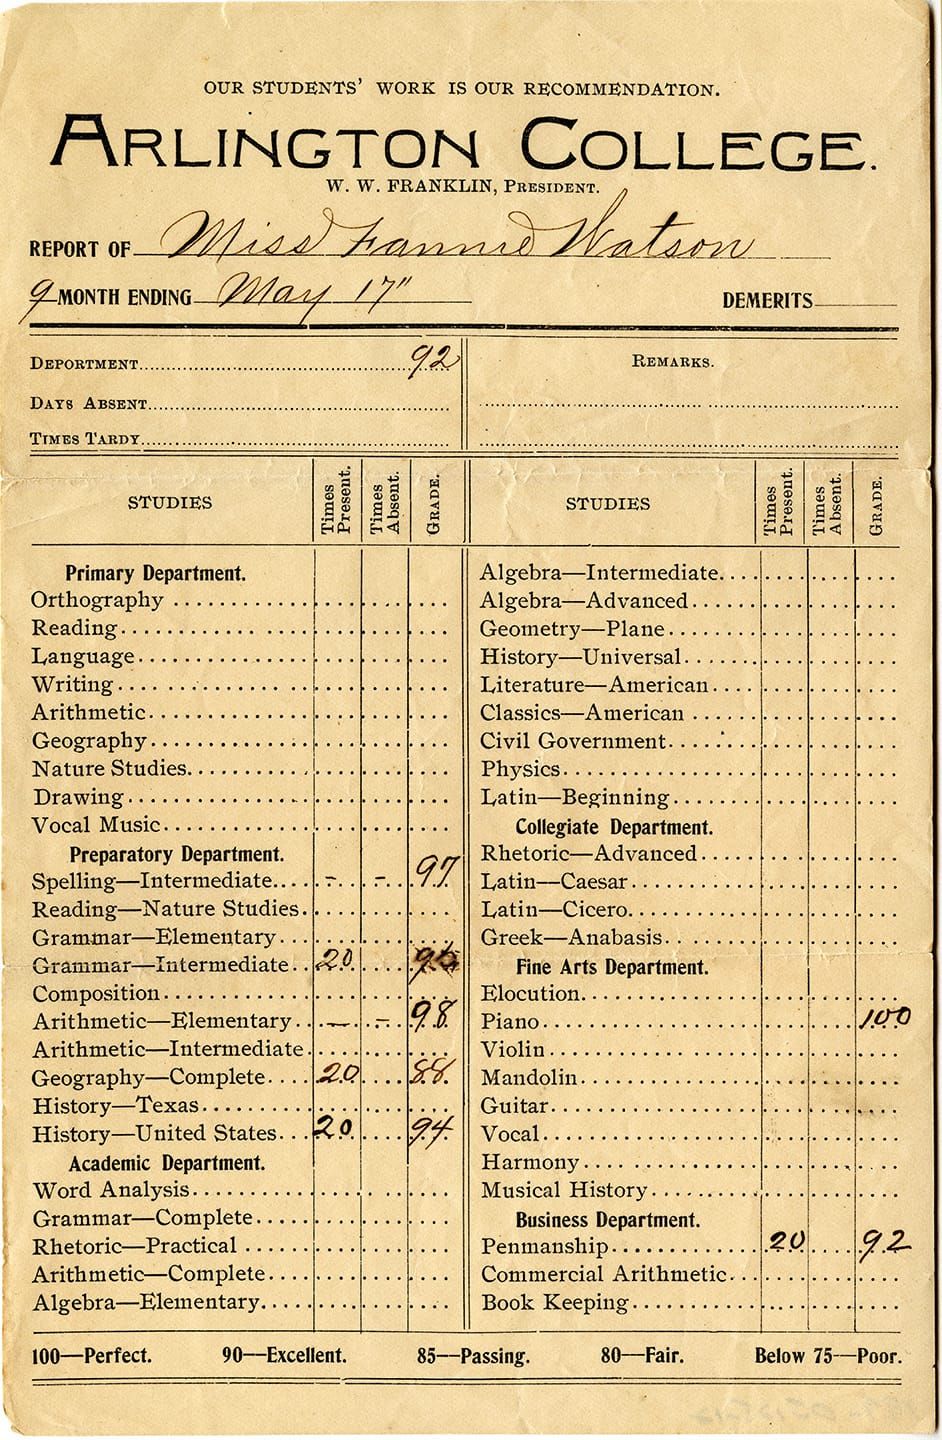 OUR STUDENTS' WORK IS OUR RECOMMENDATION.
ARLINGTON COLLEGE.
W. W. FRANKLIN, PRESIDENT.
REPORT OF Miss Fannie Watson
9 MONTH ENDING May 17" DEMERITS
DEPORTMENT 92
DAYS ABSENT
TIMES TARDY
REMARKS.
STUDIES Times Present. Times Absent. GRADE.
Primary Department.
Orthography
Reading
Language
Writing
Arithmetic
Geography
Nature Studies
Drawing
Vocal Music
Preparatory Department.
Spelling—Intermediate - - 97
Reading—Nature Studies
Grammar—Elementary
Grammar—Intermediate 20
Composition
Arithmetic—Elementary - - 98
Arithmetic—Intermediate
Geography—Complete 20 88
History—Texas
History—United States 20 94
Academic Department.
Word Analysis
Grammar—Complete
Rhetoric—Practical
Arithmetic—Complete
Algebra—Elementary
STUDIES Times Present. Times Absent. GRADE.
Algebra—Intermediate
Algebra—Advanced
Geometry—Plane
History—Universal
Literature—American
Classics—American
Civil Government
Physics
Latin—Beginning
Collegiate Department.
Rhetoric—Advanced
Latin—Caesar
Latin—Cicero
Greek—Anabasis
Fine Arts Department.
Elocution
Piano 100
Violin
Mandolin
Guitar
Vocal
Harmony
Musical History
Business Department.
Penmanship 20 92
Commercial Arithmetic
Book Keeping
100—Perfect. 90—Excellent. 85—Passing. 80—Fair. Below 75—Poor.